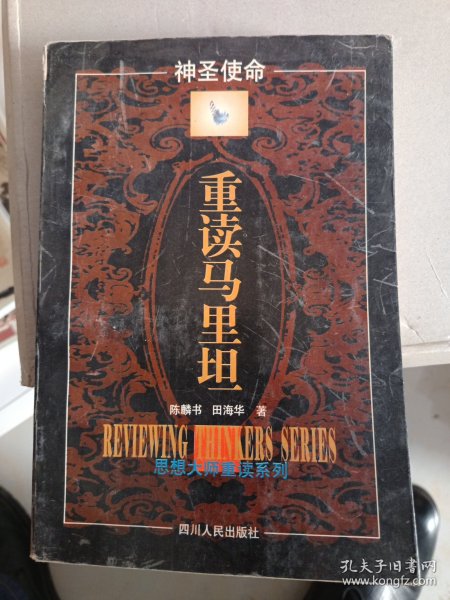 神圣使命
重读马里坦
陈麟书 田海华 著
REVIEWING THINKERS SERIES
思想大师重读系列
四川人民出版社
孔夫子旧书网
www.kongfz.com